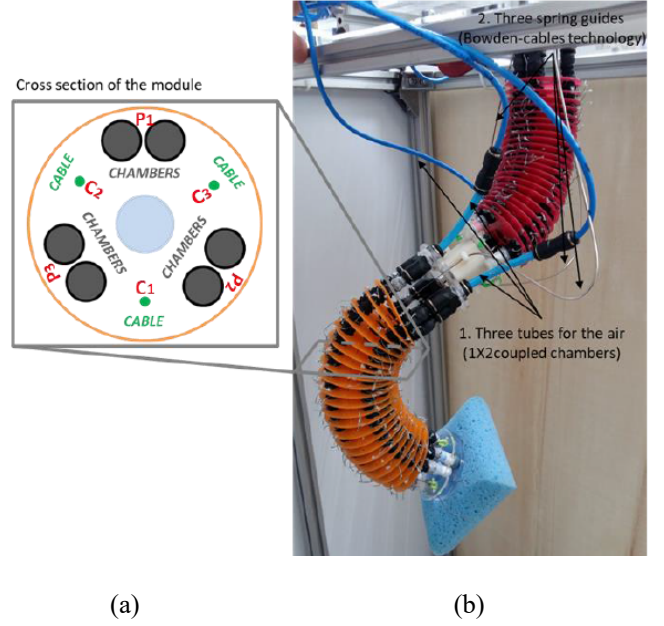 2. Three spring guides
(Bowden-cables technology)
Cross section of the module
P1
CHAMBERS
CABLE
C2
CABLE
C3
CHAMBERS
P3
CHAMBERS
P2
C1
CABLE
1. Three tubes for the air
(1X2coupled chambers)
(a)
(b)